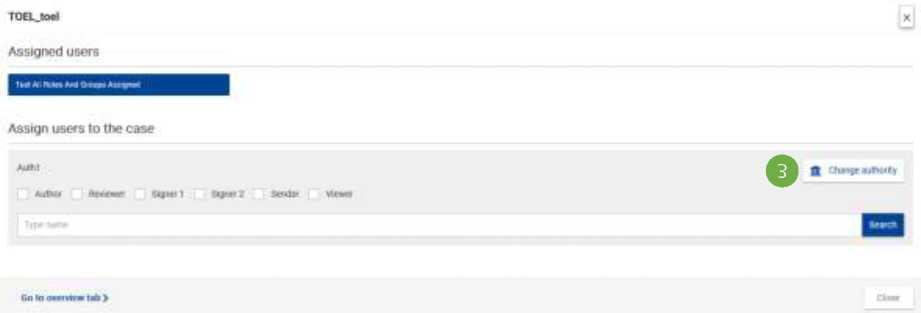 TOEL_toel
Assigned users
Test All Roles And Groups Assigned
Assign users to the case
Auth1
3 Change authority
Author Reviewer Signer 1 Signer 2 Sender Viewer
Type name Search
Go to overview tab
Close